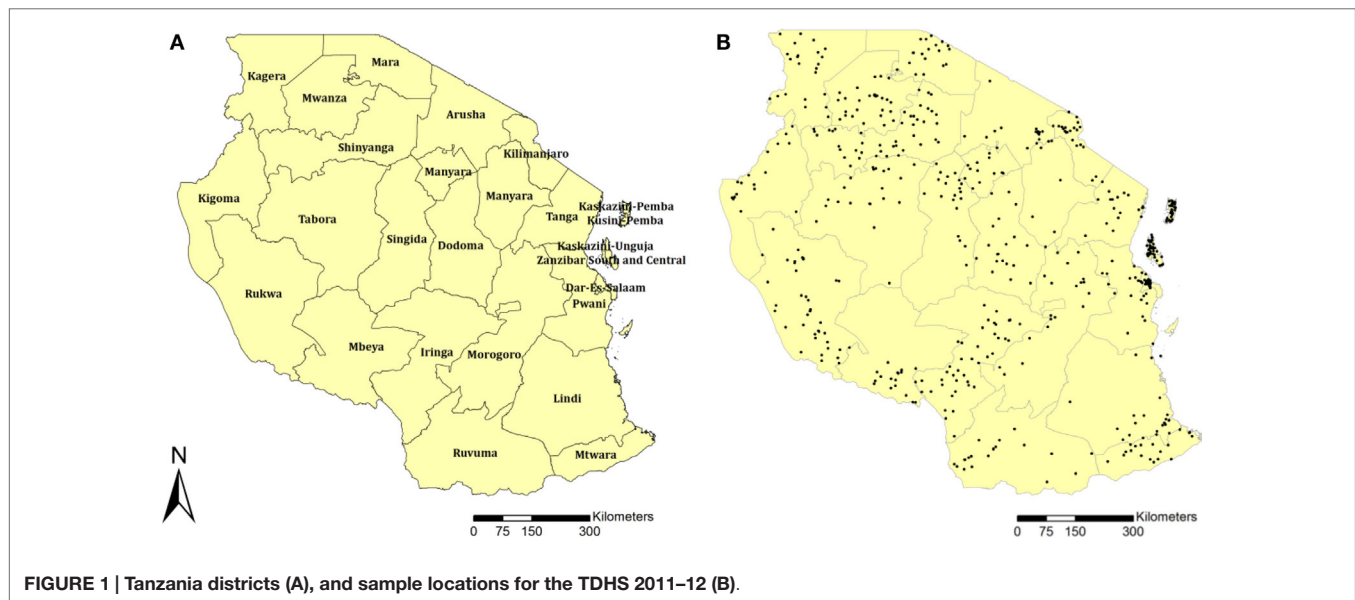 A
Kagera
Mara
Mwanza
Arusha
Shinyanga
Kilimanjaro
Manyara
Kigoma
Manyara
Tabora
Tanga
Kaskazini-Pemba
Kusini-Pemba
Singida
Dodoma
Kaskazini-Unguja
Zanzibar South and Central
Rukwa
Dar-Es-Salaam
Pwani
Mbeya
Iringa
Morogoro
Lindi
Ruvuma
Mtwara
N
Kilometers
0 75 150 300
B
Kilometers
0 75 150 300
FIGURE 1 | Tanzania districts (A), and sample locations for the TDHS 2011–12 (B).